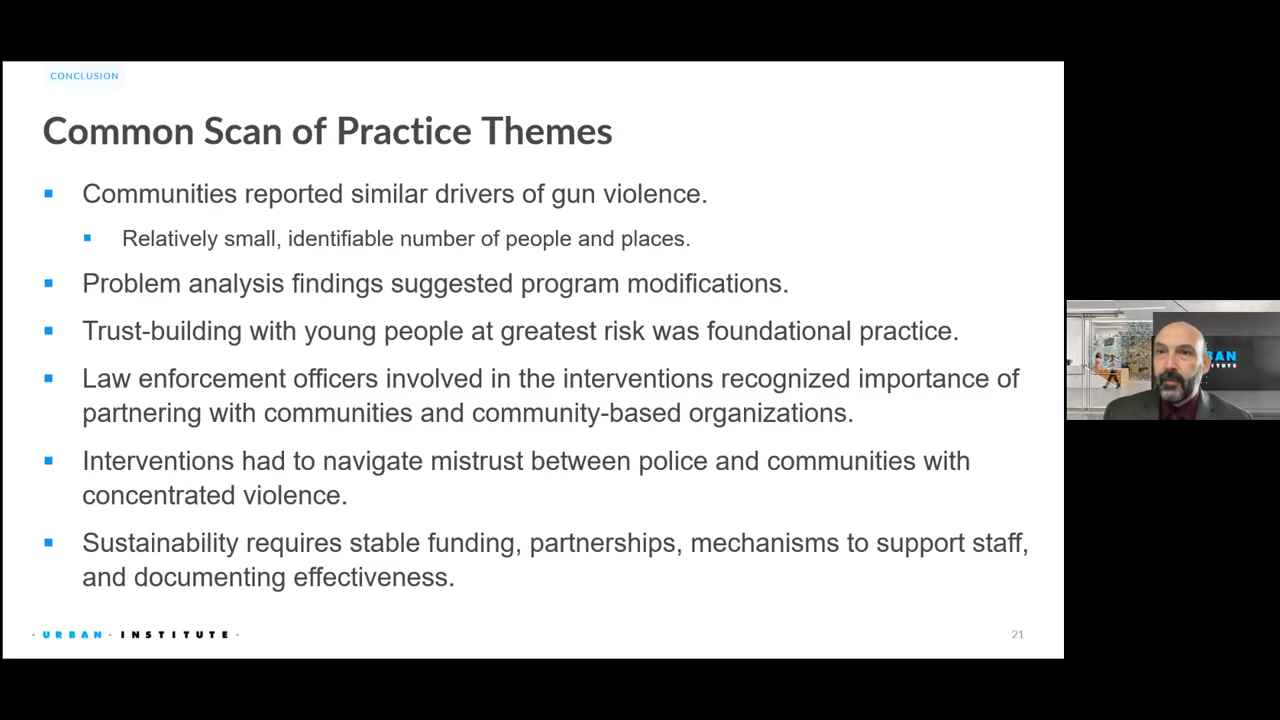 CONCLUSION
Common Scan of Practice Themes
Communities reported similar drivers of gun violence.
Relatively small, identifiable number of people and places.
Problem analysis findings suggested program modifications.
Trust-building with young people at greatest risk was foundational practice.
Law enforcement officers involved in the interventions recognized importance of
partnering with communities and community-based organizations.
Interventions had to navigate mistrust between police and communities with
concentrated violence.
Sustainability requires stable funding, partnerships, mechanisms to support staff,
and documenting effectiveness.
· URBAN · INSTITUTE ·
21